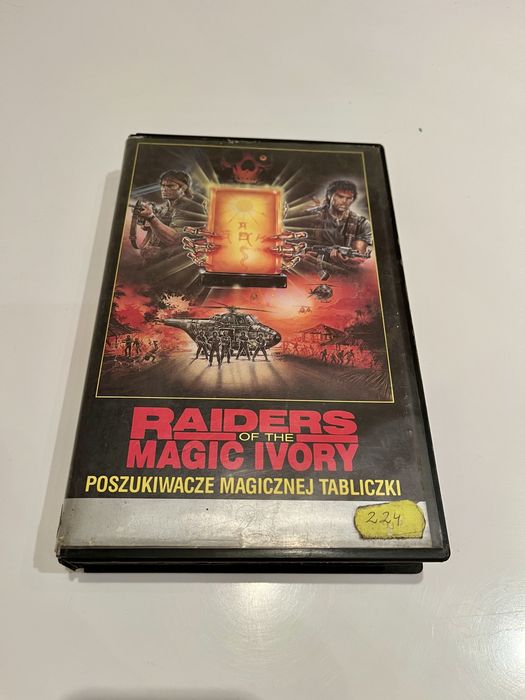 RAIDERS
OF THE
MAGIC IVORY
POSZUKIWACZE MAGICZNEJ TABLICZKI
224